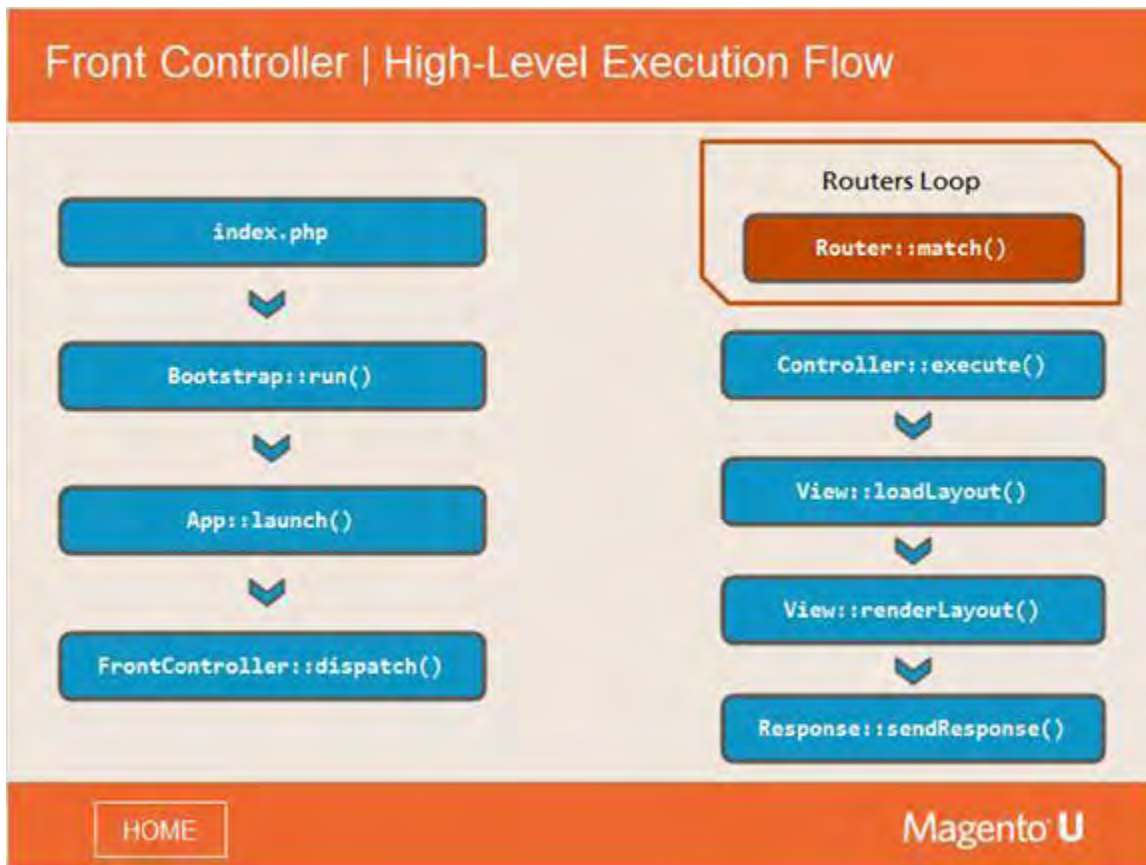 Front Controller | High-Level Execution Flow
index.php
Bootstrap::run()
App::launch()
FrontController::dispatch()
Routers Loop
Router::match()
Controller::execute()
View::loadLayout()
View::renderLayout()
Response::sendResponse()
HOME
Magento U